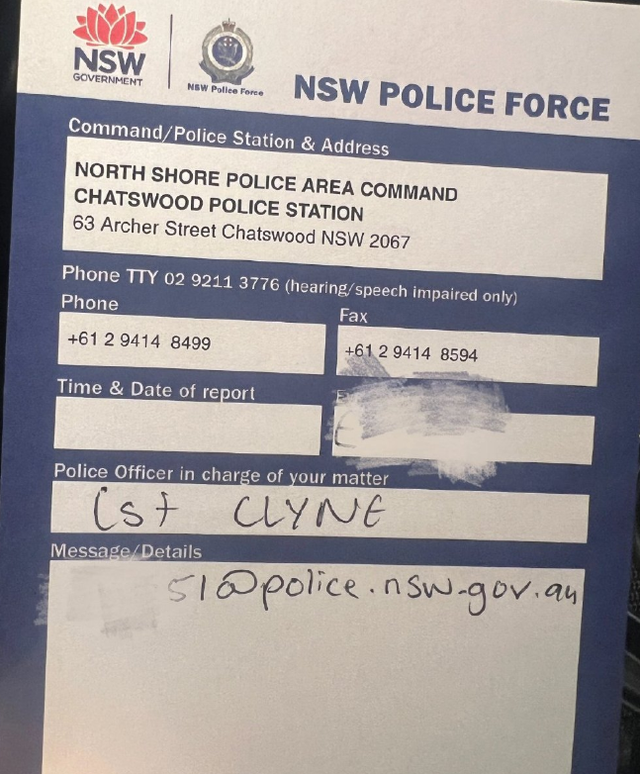 NSW
GOVERNMENT
NSW Police Force
NSW POLICE FORCE
Command/Police Station & Address
NORTH SHORE POLICE AREA COMMAND
CHATSWOOD POLICE STATION
63 Archer Street Chatswood NSW 2067
Phone TTY 02 9211 3776 (hearing/speech impaired only)
Phone
Fax
+61 2 9414 8499
+61 2 9414 8594
Time & Date of report
Police Officer in charge of your matter
Cst CLYNE
Message/Details
51@police.nsw.gov.au